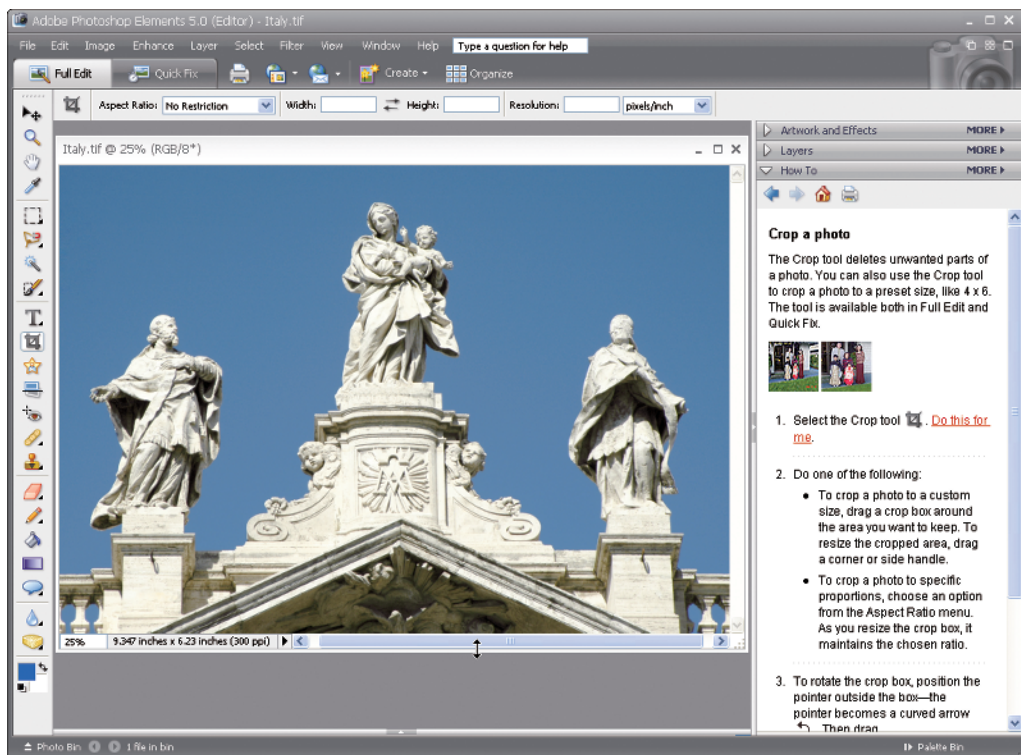 Adobe Photoshop Elements 5.0 (Editor) - Italy.tif
File Edit Image Enhance Layer Select Filter View Window Help Type a question for help
Full Edit Quick Fix Create Organize
Aspect Ratio: No Restriction Width: Height: Resolution: pixels/inch
Artwork and Effects MORE
Italy.tif @ 25% (RGB/8*)
Layers MORE
How To MORE
Crop a photo
The Crop tool deletes unwanted parts of
a photo. You can also use the Crop tool
to crop a photo to a preset size, like 4 x 6.
The tool is available both in Full Edit and
Quick Fix.
1. Select the Crop tool . Do this for
me.
2. Do one of the following:
• To crop a photo to a custom
size, drag a crop box around
the area you want to keep. To
resize the cropped area, drag
a corner or side handle.
• To crop a photo to specific
proportions, choose an option
from the Aspect Ratio menu.
As you resize the crop box, it
maintains the chosen ratio.
3. To rotate the crop box, position the
pointer outside the box—the
pointer becomes a curved arrow
. Then drag
25% 9.347 inches x 6.23 inches (300 ppi)
Photo Bin 1 file in bin Palette Bin